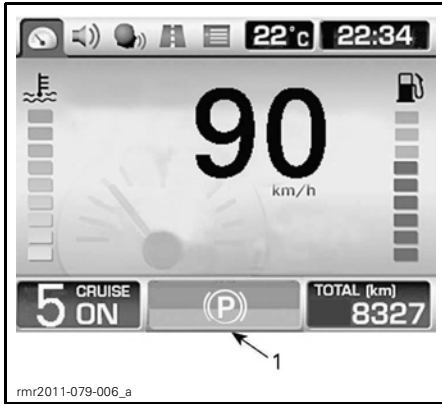 22°c 22:34
90
km/h
5 CRUISE ON
(P)
TOTAL (km)
8327
1
rmr2011-079-006_a